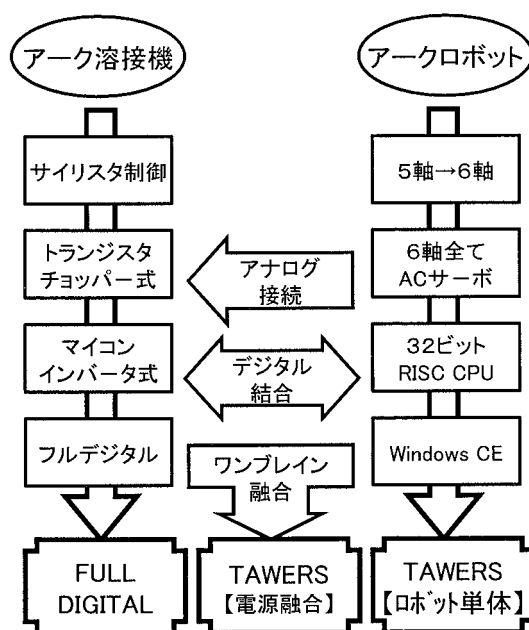 アーク溶接機
アークロボット
サイリスタ制御
5軸→6軸
トランジスタ
チョッパー式
アナログ
接続
6軸全て
ACサーボ
マイコン
インバータ式
デジタル
結合
32ビット
RISC CPU
フルデジタル
ワンブレイン
融合
Windows CE
FULL
DIGITAL
TAWERS
【電源融合】
TAWERS
【ロボット単体】